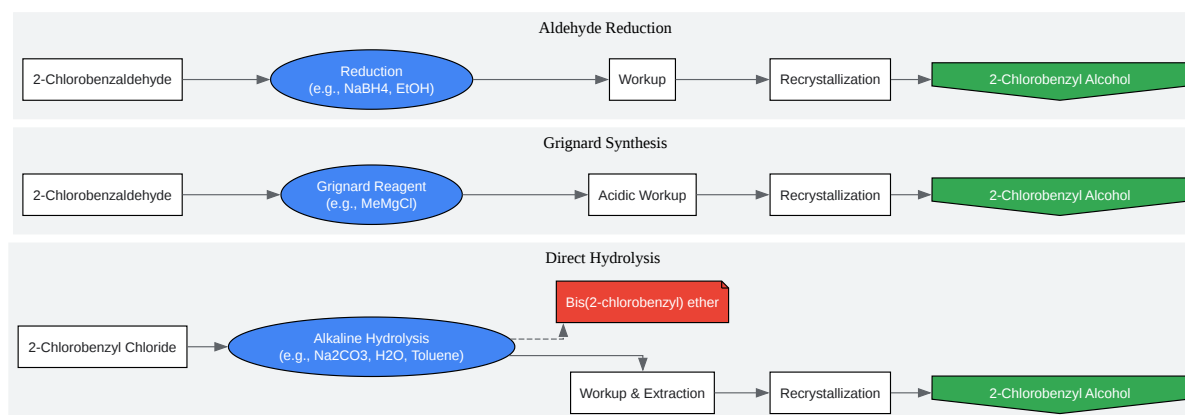 Aldehyde Reduction
2-Chlorobenzaldehyde
Reduction
(e.g., NaBH4, EtOH)
Workup
Recrystallization
2-Chlorobenzyl Alcohol
Grignard Synthesis
2-Chlorobenzaldehyde
Grignard Reagent
(e.g., MeMgCl)
Acidic Workup
Recrystallization
2-Chlorobenzyl Alcohol
Direct Hydrolysis
2-Chlorobenzyl Chloride
Alkaline Hydrolysis
(e.g., Na2CO3, H2O, Toluene)
Bis(2-chlorobenzyl) ether
Workup & Extraction
Recrystallization
2-Chlorobenzyl Alcohol